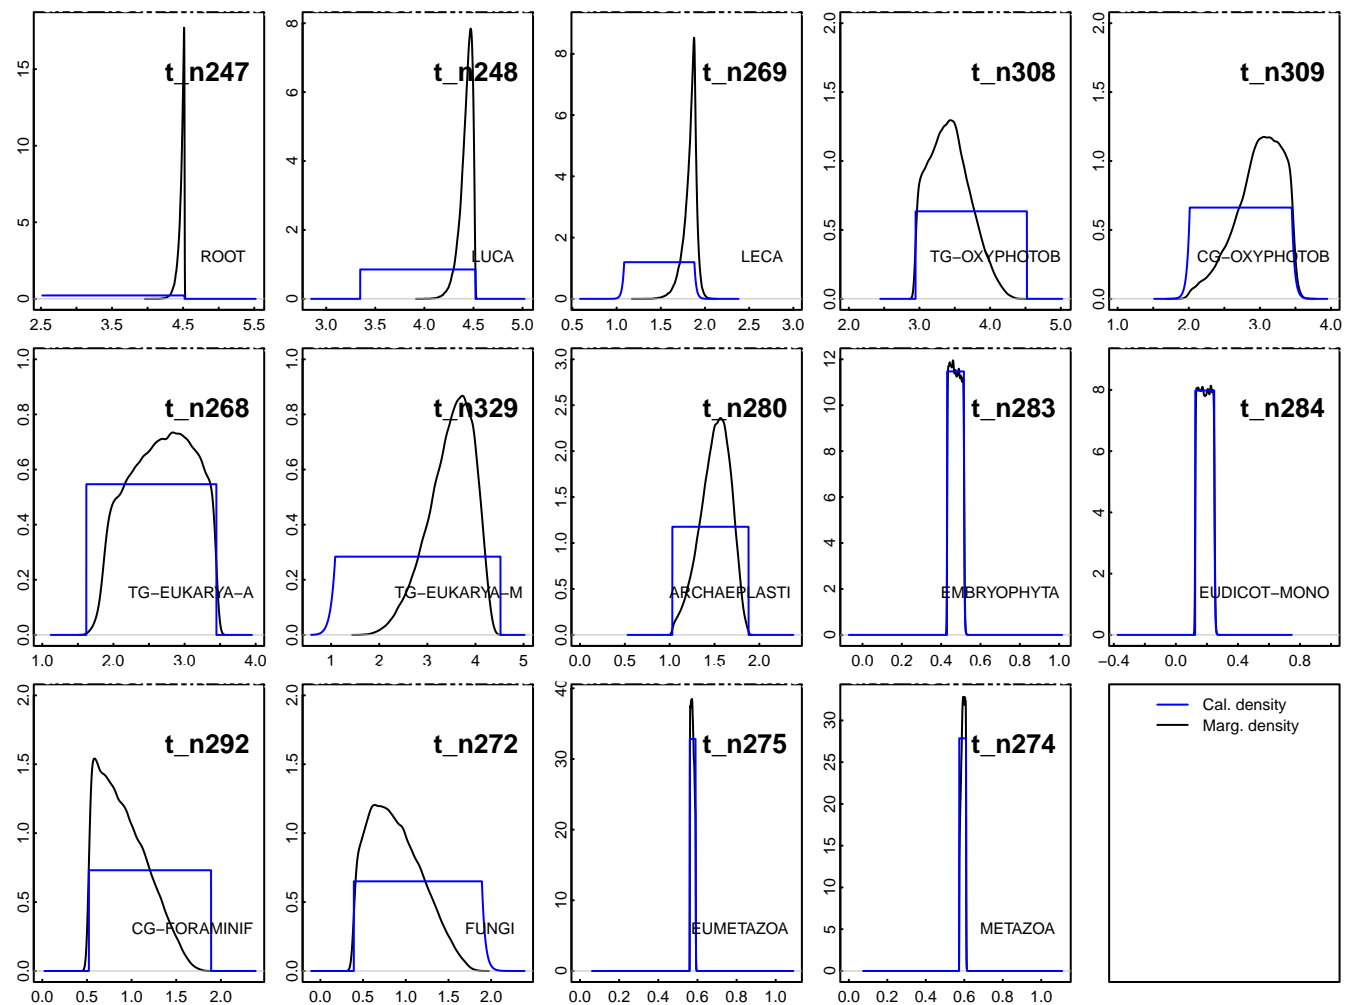 t_n247
ROOT
0 5 10 15
2.5 3.5 4.5 5.5
t_n248
LUCA
0 2 4 6 8
3.0 3.5 4.0 4.5 5.0
t_n269
LECA
0 2 4 6 8
0.5 1.0 1.5 2.0 2.5 3.0
t_n308
TG−OXYPHOTOB
0.0 0.5 1.0 1.5 2.0
2.0 3.0 4.0 5.0
t_n309
CG−OXYPHOTOB
0.0 0.5 1.0 1.5 2.0
1.0 2.0 3.0 4.0
t_n268
TG−EUKARYA−A
0.0 0.2 0.4 0.6 0.8 1.0
1.0 2.0 3.0 4.0
t_n329
TG−EUKARYA−M
0.0 0.2 0.4 0.6 0.8 1.0
1 2 3 4 5
t_n280
ARCHAEPLASTI
0.0 0.5 1.0 1.5 2.0 2.5 3.0
0.0 0.5 1.0 1.5 2.0
t_n283
EMBRYOPHYTA
0 2 4 6 8 10 12
0.0 0.2 0.4 0.6 0.8 1.0
t_n284
EUDICOT−MONO
0 2 4 6 8
−0.4 0.0 0.4 0.8
t_n292
CG−FORAMINIF
0.0 0.5 1.0 1.5 2.0
0.0 0.5 1.0 1.5 2.0
t_n272
FUNGI
0.0 0.5 1.0 1.5 2.0
0.0 0.5 1.0 1.5 2.0
t_n275
EUMETAZOA
0 10 20 30 40
0.0 0.2 0.4 0.6 0.8 1.0
t_n274
METAZOA
0 5 10 15 20 25 30
0.0 0.2 0.4 0.6 0.8 1.0
Cal. density
Marg. density